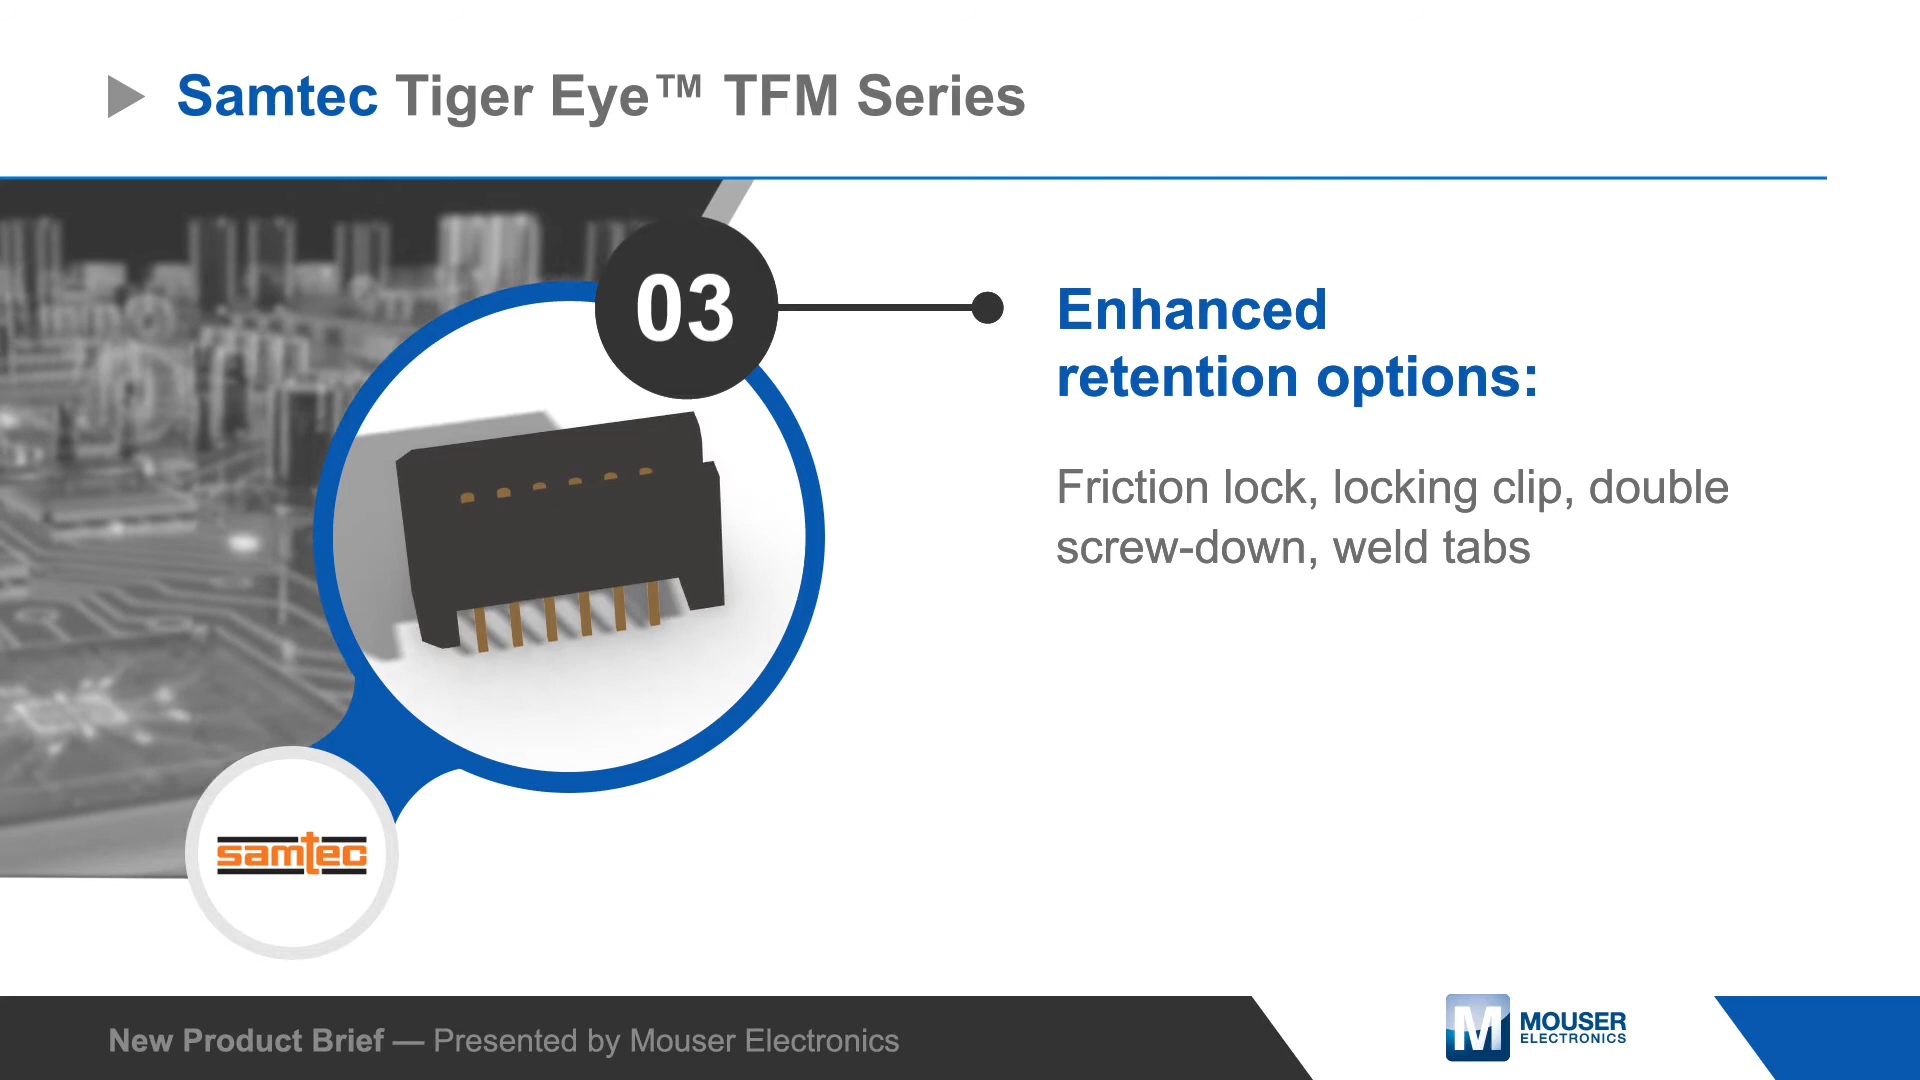 Samtec Tiger Eye™ TFM Series
03
Enhanced
retention options:
Friction lock, locking clip, double
screw-down, weld tabs
samtec
New Product Brief — Presented by Mouser Electronics
M
MOUSER
ELECTRONICS